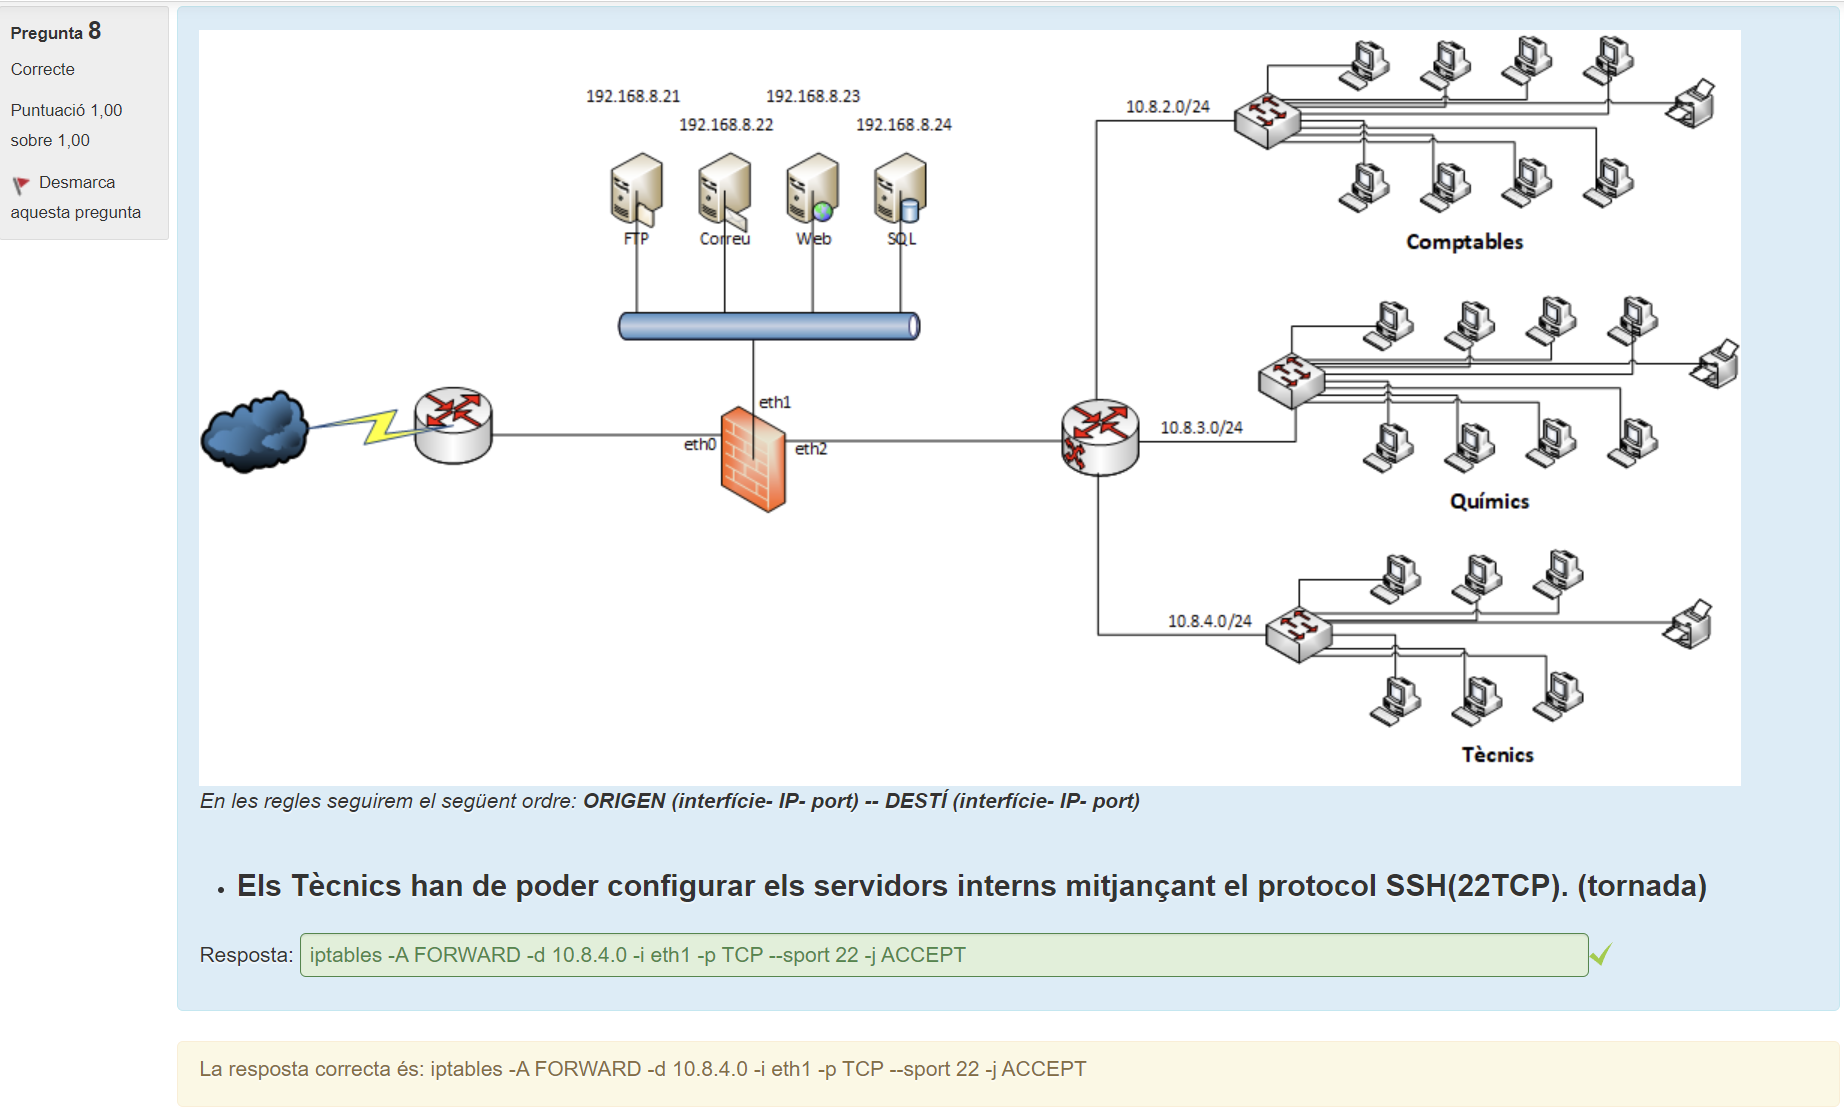 Pregunta 8
Correcte
Puntuació 1,00
sobre 1,00
Desmarca
aquesta pregunta
192.168.8.21
192.168.8.23
192.168.8.22
192.168.8.24
FTP
Correu
Web
SQL
eth1
eth0
eth2
10.8.2.0/24
Comptables
10.8.3.0/24
Químics
10.8.4.0/24
Tècnics
En les regles seguirem el següent ordre: ORIGEN (interfície- IP- port) -- DESTÍ (interfície- IP- port)
• Els Tècnics han de poder configurar els servidors interns mitjançant el protocol SSH(22TCP). (tornada)
Resposta: iptables -A FORWARD -d 10.8.4.0 -i eth1 -p TCP --sport 22 -j ACCEPT
La resposta correcta és: iptables -A FORWARD -d 10.8.4.0 -i eth1 -p TCP --sport 22 -j ACCEPT